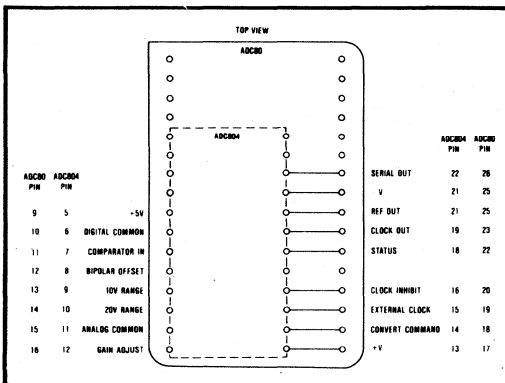 TOP VIEW
ADC80
ADC804
ADC80 ADC804
PIN PIN
9 5 +5V
10 6 DIGITAL COMMON
11 7 COMPARATOR IN
12 8 BIPOLAR OFFSET
13 9 10V RANGE
14 10 20V RANGE
15 11 ANALOG COMMON
16 12 GAIN ADJUST
ADC804 ADC80
PIN PIN
SERIAL OUT 22 26
V 21 25
REF OUT 21 25
CLOCK OUT 19 23
STATUS 18 22
CLOCK INHIBIT 16 20
EXTERNAL CLOCK 15 19
CONVERT COMMAND 14 18
+V 13 17